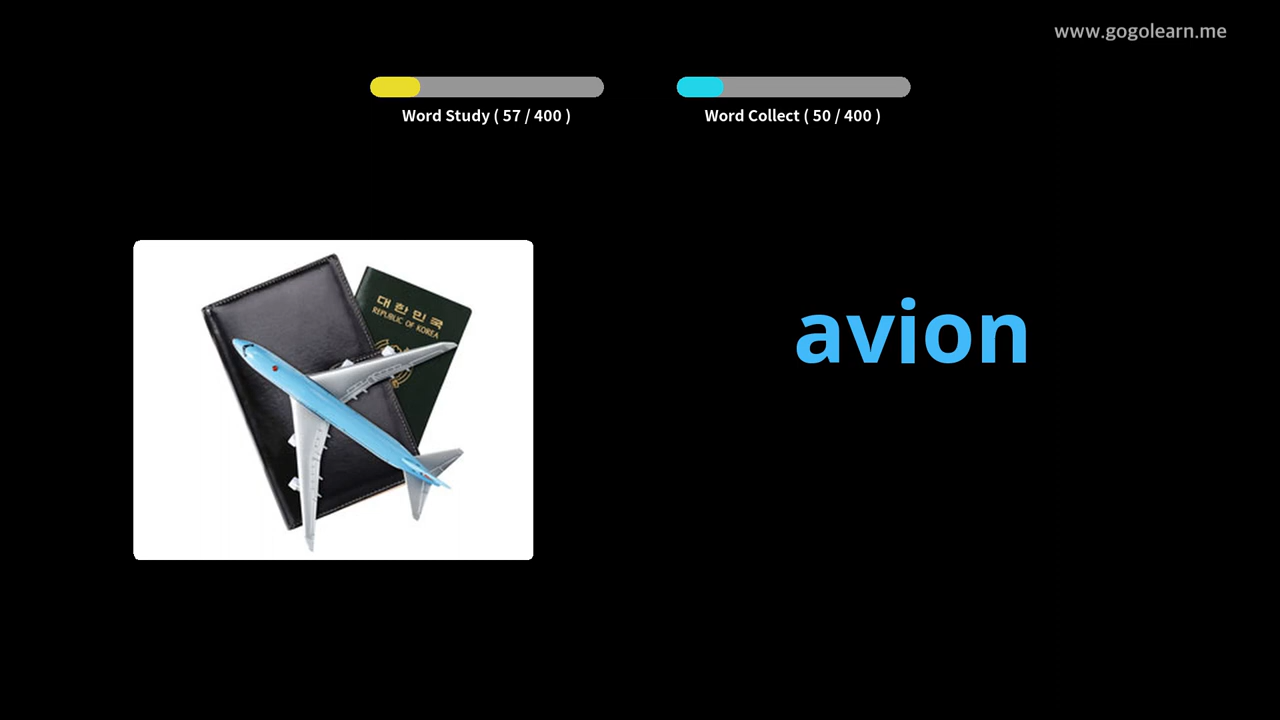 www.gogolearn.me
Word Study ( 57 / 400 )
Word Collect ( 50 / 400 )
대한민국
REPUBLIC OF KOREA
avion